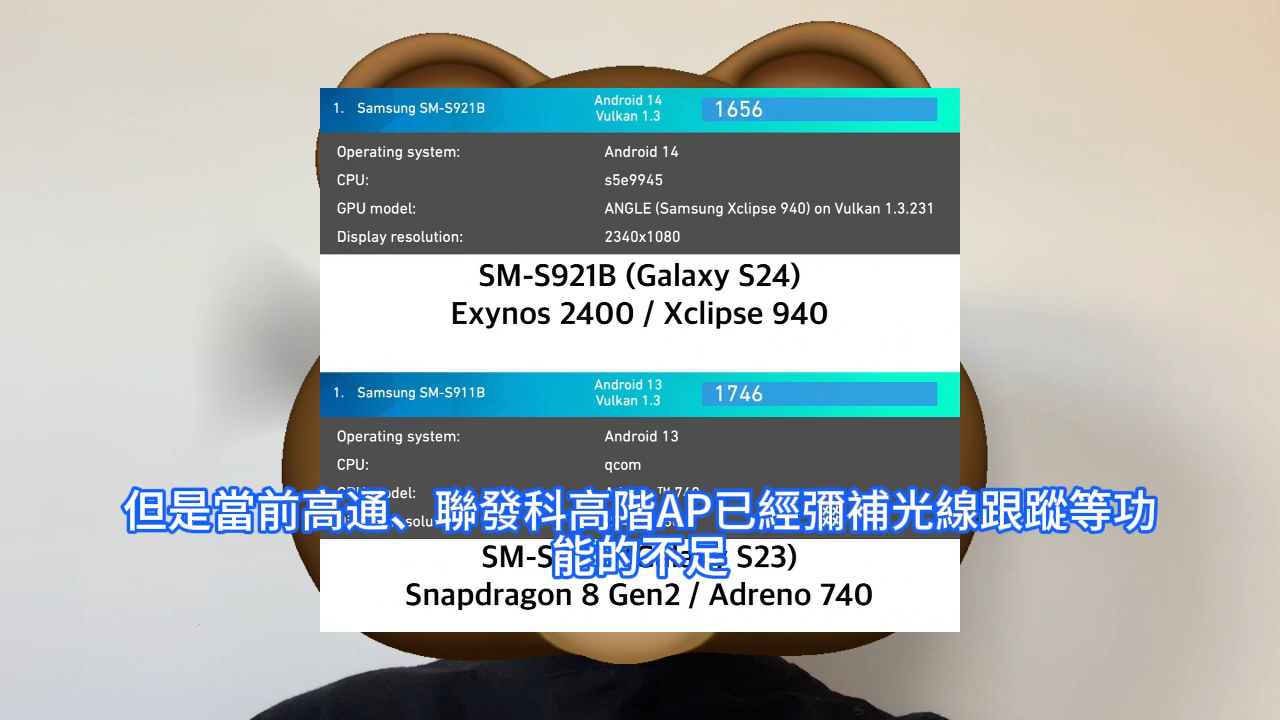 1. Samsung SM-S921B
Android 14
Vulkan 1.3
1656
Operating system:
Android 14
CPU:
s5e9945
GPU model:
ANGLE (Samsung Xclipse 940) on Vulkan 1.3.231
Display resolution:
2340x1080
SM-S921B (Galaxy S24)
Exynos 2400 / Xclipse 940
1. Samsung SM-S911B
Android 13
Vulkan 1.3
1746
Operating system:
Android 13
CPU:
qcom
但是當前高通、聯發科高階AP已經彌補光線跟蹤等功
能的不足
S23)
Snapdragon 8 Gen2 / Adreno 740